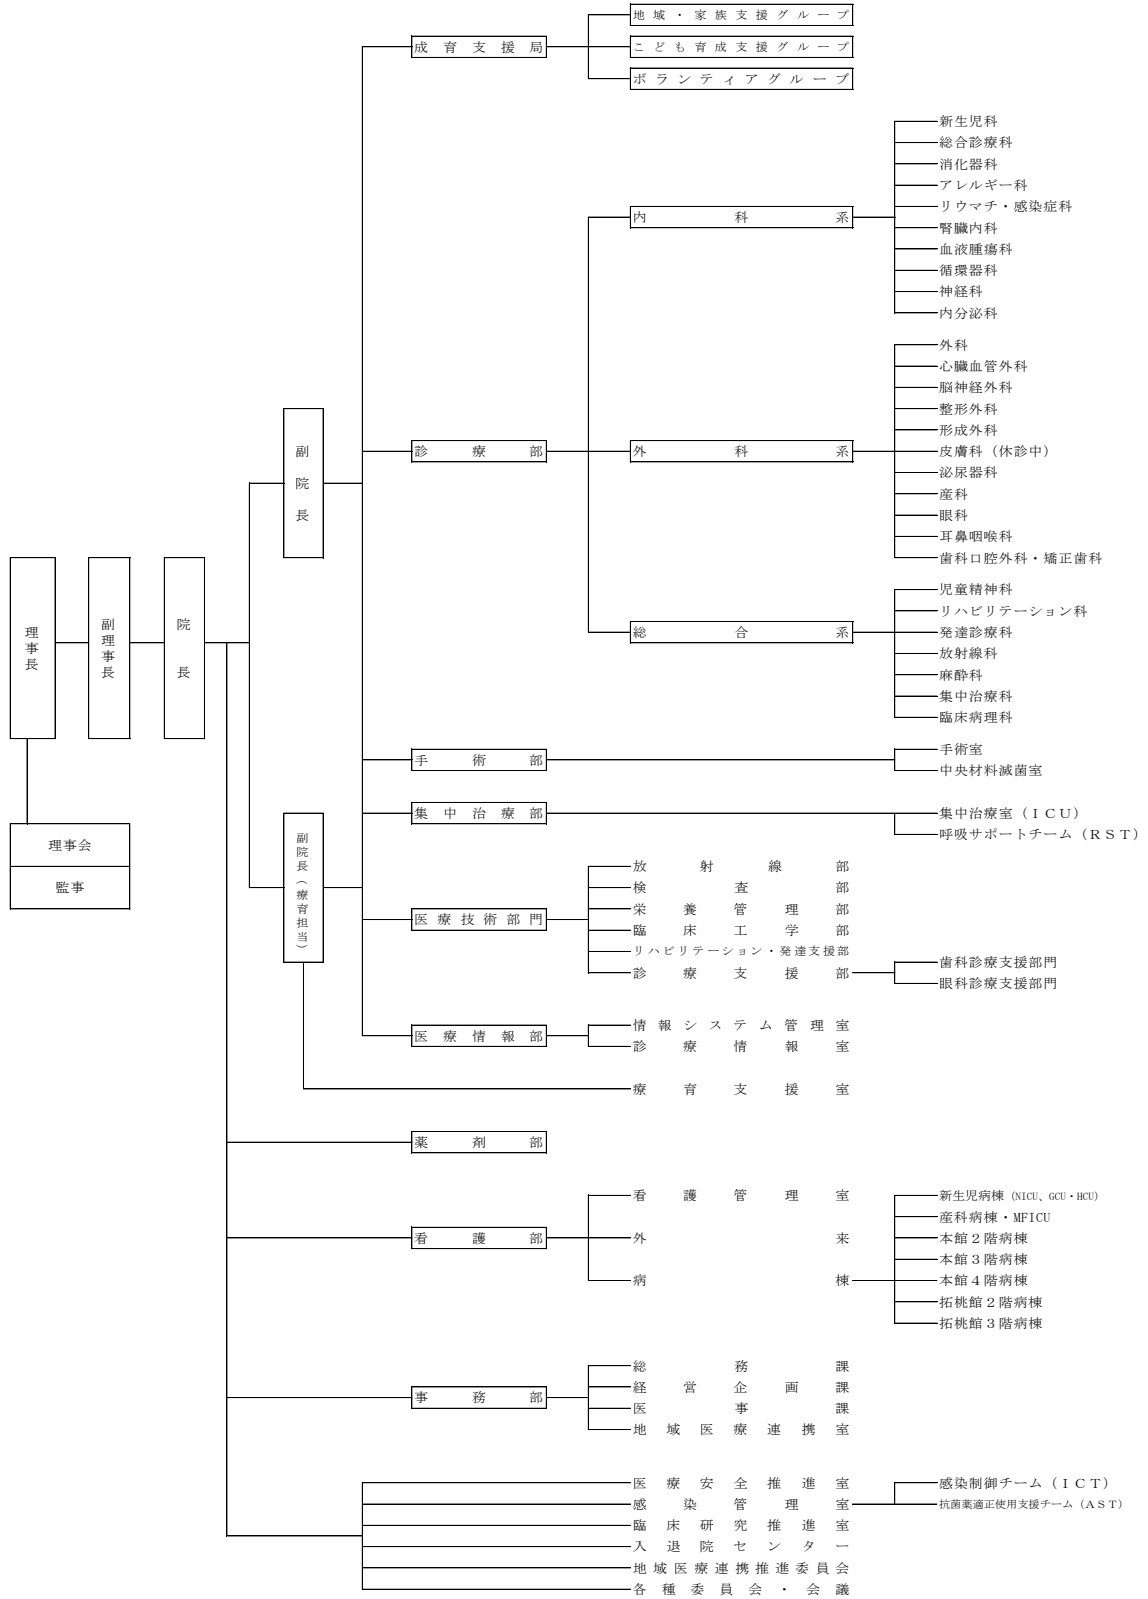 地域・家族支援グループ
成育支援局
こども育成支援グループ
ボランティアグループ
新生児科
総合診療科
消化器科
アレルギー科
リウマチ・感染症科
内科系
腎臓内科
血液腫瘍科
循環器科
神経科
内分泌科
外科
心臓血管外科
脳神経外科
整形外科
形成外科
副院長
診療部
外科系
皮膚科（休診中）
泌尿器科
産科
眼科
耳鼻咽喉科
歯科口腔外科・矯正歯科
理事長
副理事長
院長
児童精神科
リハビリテーション科
総合系
発達診療科
放射線科
麻酔科
集中治療科
臨床病理科
手術部
手術室
中央材料滅菌室
集中治療部
集中治療室（ＩＣＵ）
呼吸サポートチーム（ＲＳＴ）
理事会
監事
副院長（療育担当）
放射線部
検査部
栄養管理部
医療技術部門
臨床工学部
リハビリテーション・発達支援部
診療支援部
歯科診療支援部門
眼科診療支援部門
医療情報部
情報システム管理室
診療情報室
療育支援室
薬剤部
看護管理室
新生児病棟（NICU、GCU・HCU）
産科病棟・MFICU
看護部
外来
本館２階病棟
本館３階病棟
病棟
本館４階病棟
拓桃館２階病棟
拓桃館３階病棟
総務課
経営企画課
事務部
医事課
地域医療連携室
医療安全推進室
感染制御チーム（ＩＣＴ）
感染管理室
抗菌薬適正使用支援チーム（ＡＳＴ）
臨床研究推進室
入退院センター
地域医療連携推進委員会
各種委員会・会議